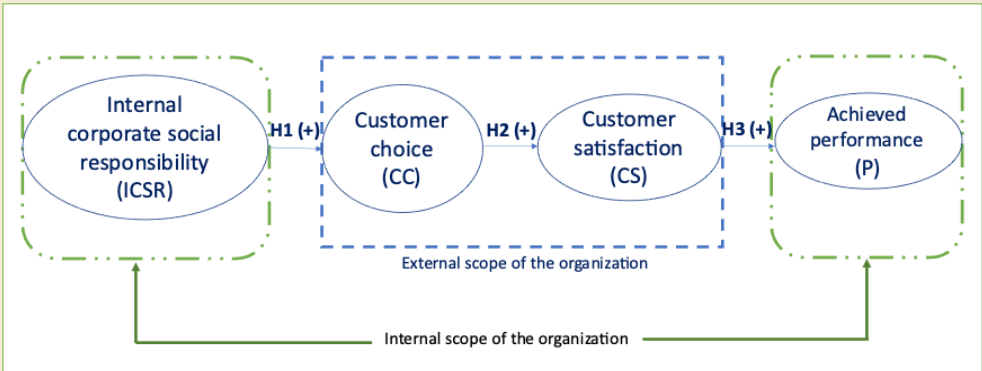 Internal
corporate social
responsibility
(ICSR)
H1 (+)
Customer
choice
(CC)
H2 (+)
Customer
satisfaction
(CS)
H3 (+)
Achieved
performance
(P)
External scope of the organization
Internal scope of the organization